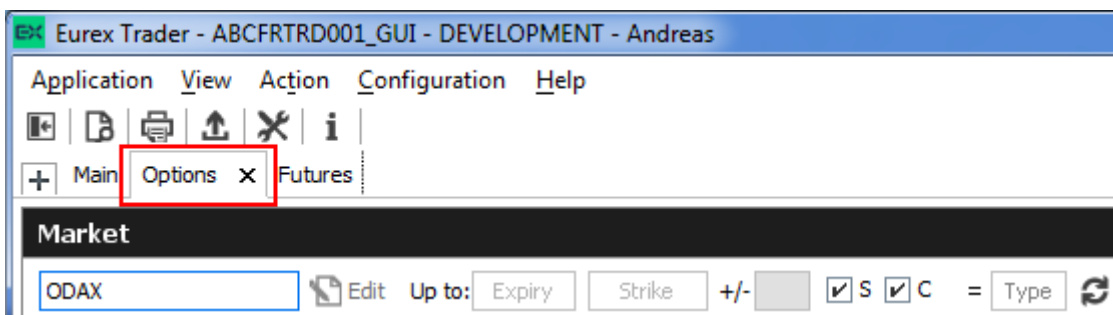 EX Eurex Trader - ABCFRTRD001_GUI - DEVELOPMENT - Andreas
Application View Action Configuration Help
i
+ Main Options × Futures
Market
ODAX Edit Up to: Expiry Strike +/- S C = Type